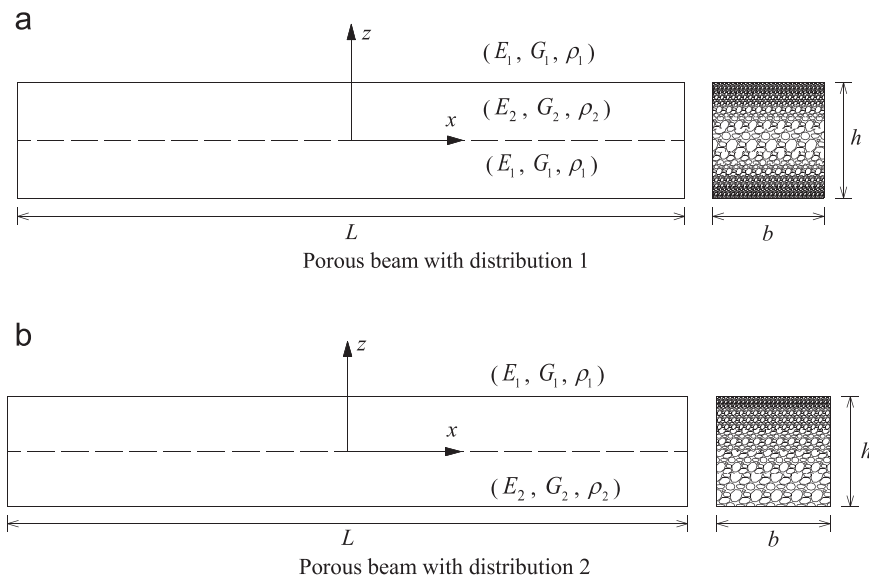 a
z
(E₁, G₁, ρ₁)
(E₂, G₂, ρ₂)
x
(E₁, G₁, ρ₁)
h
L
b
Porous beam with distribution 1
b
z
(E₁, G₁, ρ₁)
x
h
(E₂, G₂, ρ₂)
L
b
Porous beam with distribution 2